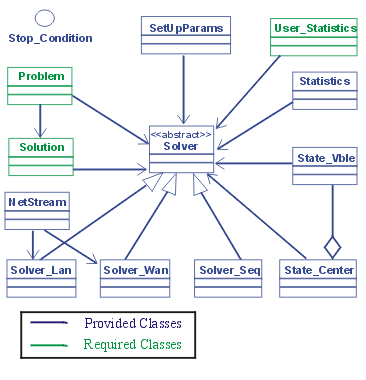 Stop_Condition
SetUpParams
User_Statistics
Problem
Statistics
<<abstract>>
Solver
Solution
State_Vble
NetStream
Solver_Lan
Solver_Wan
Solver_Seq
State_Center
Provided Classes
Required Classes